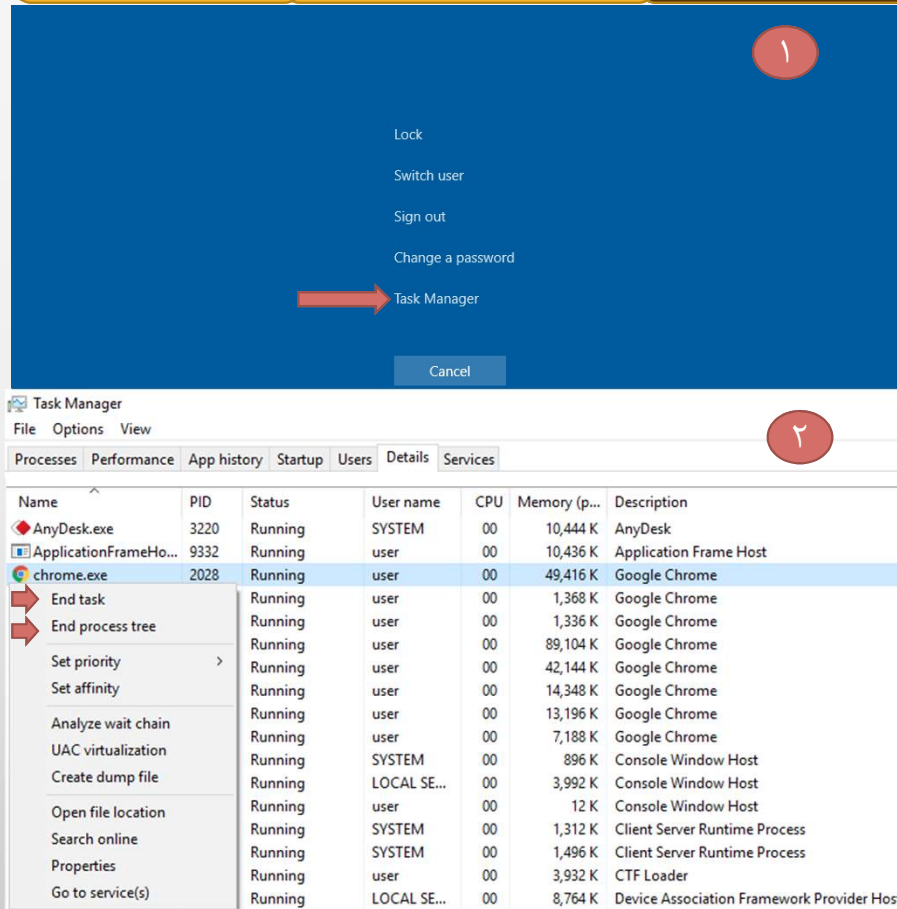 ١
Lock
Switch user
Sign out
Change a password
Task Manager
Cancel
Task Manager
٢
File Options View
Processes Performance App history Startup Users Details Services
Name PID Status User name CPU Memory (p... Description
AnyDesk.exe 3220 Running SYSTEM 00 10,444 K AnyDesk
ApplicationFrameHo... 9332 Running user 00 10,436 K Application Frame Host
chrome.exe 2028 Running user 00 49,416 K Google Chrome
End task Running user 00 1,368 K Google Chrome
End process tree Running user 00 1,336 K Google Chrome
Running user 00 89,104 K Google Chrome
Set priority > Running user 00 42,144 K Google Chrome
Set affinity Running user 00 14,348 K Google Chrome
Analyze wait chain Running user 00 13,196 K Google Chrome
Running user 00 7,188 K Google Chrome
UAC virtualization Running SYSTEM 00 896 K Console Window Host
Create dump file Running LOCAL SE... 00 3,992 K Console Window Host
Open file location Running user 00 12 K Console Window Host
Search online Running SYSTEM 00 1,312 K Client Server Runtime Process
Running SYSTEM 00 1,496 K Client Server Runtime Process
Properties Running user 00 3,932 K CTF Loader
Go to service(s) Running LOCAL SE... 00 8,764 K Device Association Framework Provider Hos